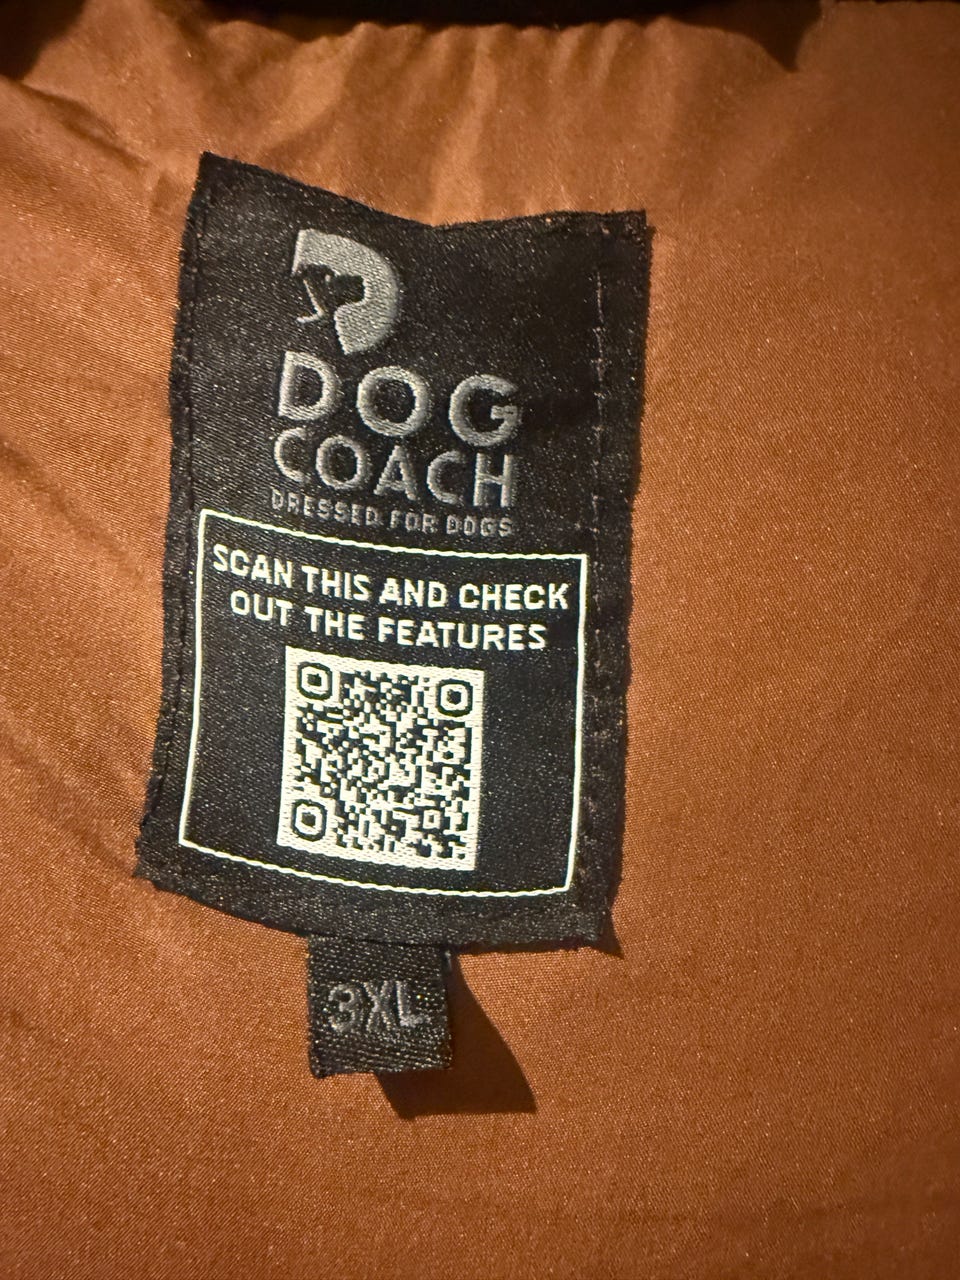 DOG
COACH
DRESSED FOR DOGS
SCAN THIS AND CHECK
OUT THE FEATURES
3XL